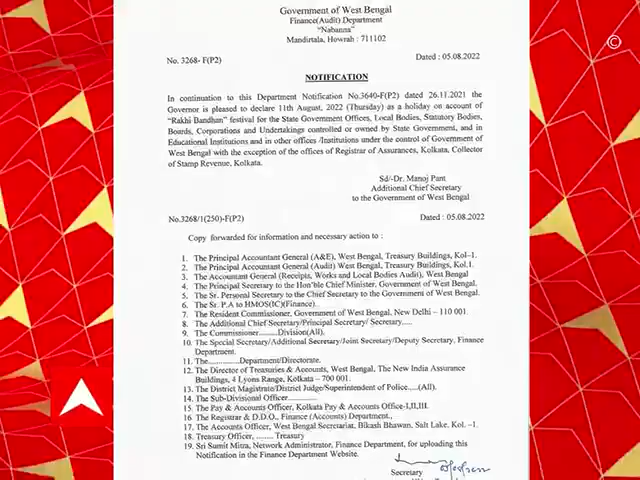 Government of West Bengal
Finance(Audit) Department
"Nabanna"
Mandirtala, Howrah : 711102
No. 3268- F(P2) Dated : 05.08.2022
NOTIFICATION
In continuation to this Department Notification No.3640-F(P2) dated 26.11.2021 the
Governor is pleased to declare 11th August, 2022 (Thursday) as a holiday on account of
"Rakhi Bandhan" festival for the State Government Offices, Local Bodies, Statutory Bodies,
Boards, Corporations and Undertakings controlled or owned by State Government, and in
Educational Institutions and in other offices /Institutions under the control of Government of
West Bengal with the exception of the offices of Registrar of Assurances, Kolkata, Collector
of Stamp Revenue, Kolkata.
Sd/-Dr. Manoj Pant
Additional Chief Secretary
to the Government of West Bengal
No.3268/1(250)-F(P2) Dated : 05.08.2022
Copy forwarded for information and necessary action to :
1. The Principal Accountant General (A&E), West Bengal, Treasury Buildings, Kol-1.
2. The Principal Accountant General (Audit) West Bengal, Treasury Buildings, Kol.1.
3. The Accountant General (Receipts, Works and Local Bodies Audit), West Bengal
4. The Principal Secretary to the Hon'ble Chief Minister, Government of West Bengal.
5. The Sr. Personal Secretary to the Chief Secretary to the Government of West Bengal.
6. The Sr. P.A to HMOS(IC)(Finance).
7. The Resident Commissioner, Government of West Bengal, New Delhi – 110 001.
8. The Additional Chief Secretary/Principal Secretary/ Secretary.....
9. The Commissioner..........Division(All).
10. The Special Secretary/Additional Secretary/Joint Secretary/Deputy Secretary, Finance
Department.
11. The...............Department/Directorate.
12. The Director of Treasuries & Accounts, West Bengal, The New India Assurance
Buildings, 4 Lyons Range, Kolkata – 700 001.
13. The District Magistrate/District Judge/Superintendent of Police.....(All).
14. The Sub-Divisional Officer..............
15. The Pay & Accounts Officer, Kolkata Pay & Accounts Office-I,II,III.
16. The Registrar & D.D.O., Finance (Accounts) Department.,
17. The Accounts Officer, West Bengal Secretariat, Bikash Bhawan, Salt Lake, Kol. –1.
18. Treasury Officer, ........ Treasury
19. Sri Sumit Mitra, Network Administrator, Finance Department, for uploading this
Notification in the Finance Department Website.
Secretary
©